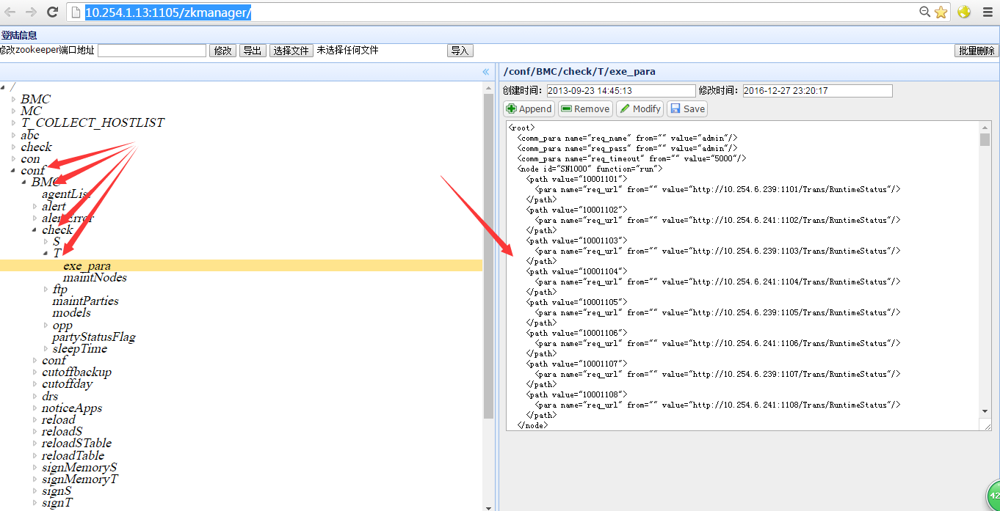 10.254.1.13:1105/zkmanager/
登陆信息
修改zookeeper端口地址 修改 导出 选择文件 未选择任何文件 导入 批量删除
/
BMC
MC
T_COLLECT_HOSTLIST
abc
check
con
conf
BMC
agentList
alert
alertError
check
S
T
exe_para
maintNodes
ftp
maintParties
models
opp
partyStatusFlag
sleepTime
conf
cutoffbackup
cutoffday
drs
noticeApps
reload
reloadS
reloadSTable
reloadTable
signMemoryS
signMemoryT
signS
signT
/conf/BMC/check/T/exe_para
创建时间: 2013-09-23 14:45:13 修改时间: 2016-12-27 23:20:17
Append Remove Modify Save
<root>
<comm_para name="req_name" from="" value="admin"/>
<comm_para name="req_pass" from="" value="admin"/>
<comm_para name="req_timeout" from="" value="5000"/>
<node id="SN1000" function="run">
<path value="10001101">
<para name="req_url" from="" value="http://10.254.6.239:1101/Trans/RuntimeStatus"/>
</path>
<path value="10001102">
<para name="req_url" from="" value="http://10.254.6.241:1102/Trans/RuntimeStatus"/>
</path>
<path value="10001103">
<para name="req_url" from="" value="http://10.254.6.239:1103/Trans/RuntimeStatus"/>
</path>
<path value="10001104">
<para name="req_url" from="" value="http://10.254.6.241:1104/Trans/RuntimeStatus"/>
</path>
<path value="10001105">
<para name="req_url" from="" value="http://10.254.6.239:1105/Trans/RuntimeStatus"/>
</path>
<path value="10001106">
<para name="req_url" from="" value="http://10.254.6.241:1106/Trans/RuntimeStatus"/>
</path>
<path value="10001107">
<para name="req_url" from="" value="http://10.254.6.239:1107/Trans/RuntimeStatus"/>
</path>
<path value="10001108">
<para name="req_url" from="" value="http://10.254.6.241:1108/Trans/RuntimeStatus"/>
</path>
</node>